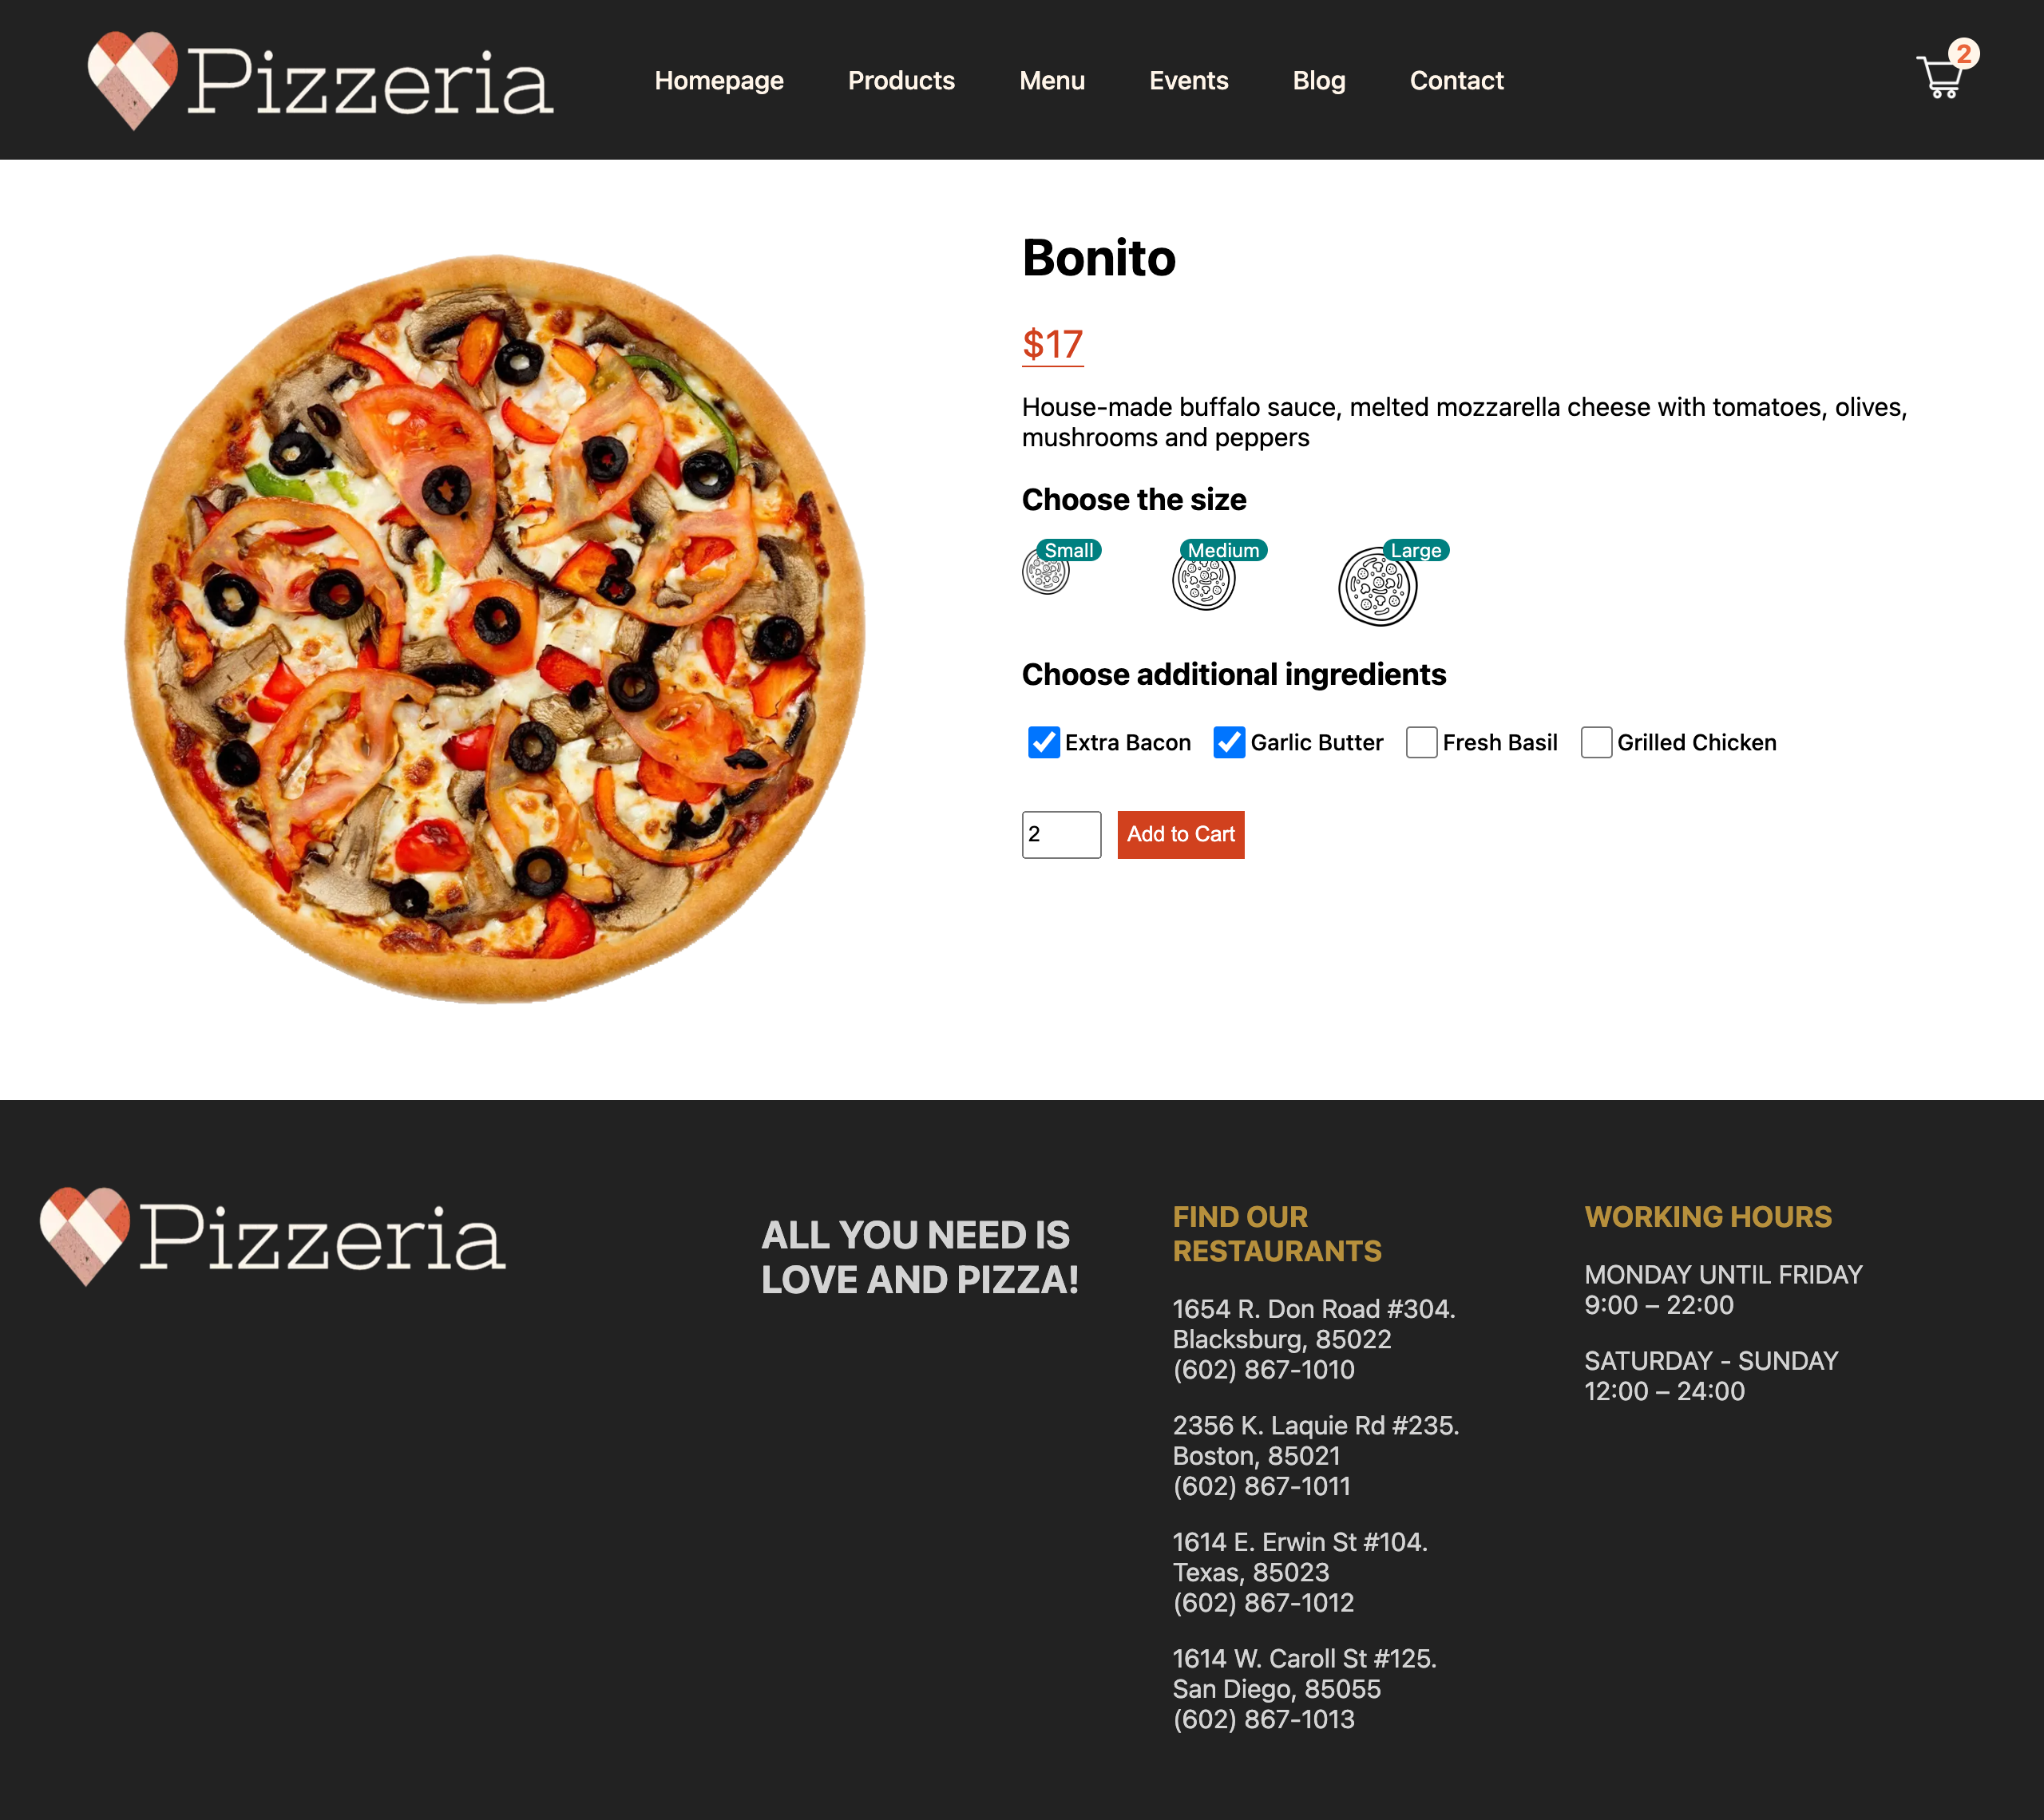 Pizzeria
Homepage
Products
Menu
Events
Blog
Contact
2
Bonito
$17
House-made buffalo sauce, melted mozzarella cheese with tomatoes, olives,
mushrooms and peppers
Choose the size
Small
Medium
Large
Choose additional ingredients
Extra Bacon
Garlic Butter
Fresh Basil
Grilled Chicken
2
Add to Cart
Pizzeria
ALL YOU NEED IS
LOVE AND PIZZA!
FIND OUR
RESTAURANTS
1654 R. Don Road #304.
Blacksburg, 85022
(602) 867-1010
2356 K. Laquie Rd #235.
Boston, 85021
(602) 867-1011
1614 E. Erwin St #104.
Texas, 85023
(602) 867-1012
1614 W. Caroll St #125.
San Diego, 85055
(602) 867-1013
WORKING HOURS
MONDAY UNTIL FRIDAY
9:00 – 22:00
SATURDAY - SUNDAY
12:00 – 24:00